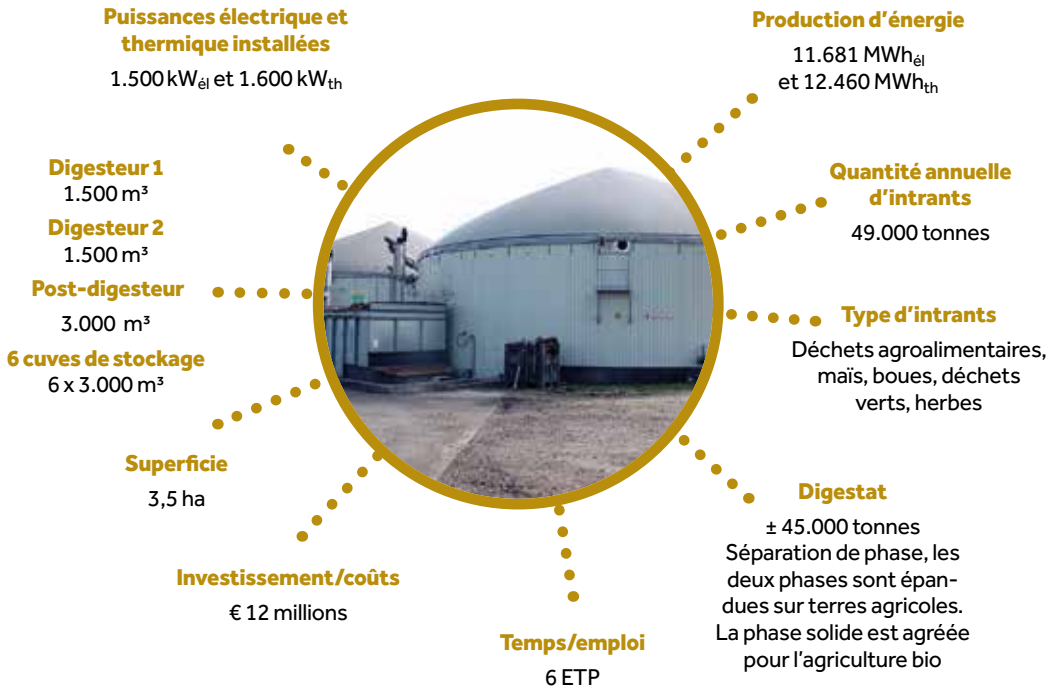 Puissances électrique et
thermique installées
1.500 kWél et 1.600 kWth
Production d’énergie
11.681 MWhél
et 12.460 MWhth
Digesteur 1
1.500 m³
Digesteur 2
1.500 m³
Post-digesteur
3.000 m³
6 cuves de stockage
6 x 3.000 m³
Quantité annuelle
d’intrants
49.000 tonnes
Type d’intrants
Déchets agroalimentaires,
maïs, boues, déchets
verts, herbes
Superficie
3,5 ha
Digestat
± 45.000 tonnes
Séparation de phase, les
deux phases sont épan-
dues sur terres agricoles.
La phase solide est agréée
pour l’agriculture bio
Investissement/coûts
€ 12 millions
Temps/emploi
6 ETP